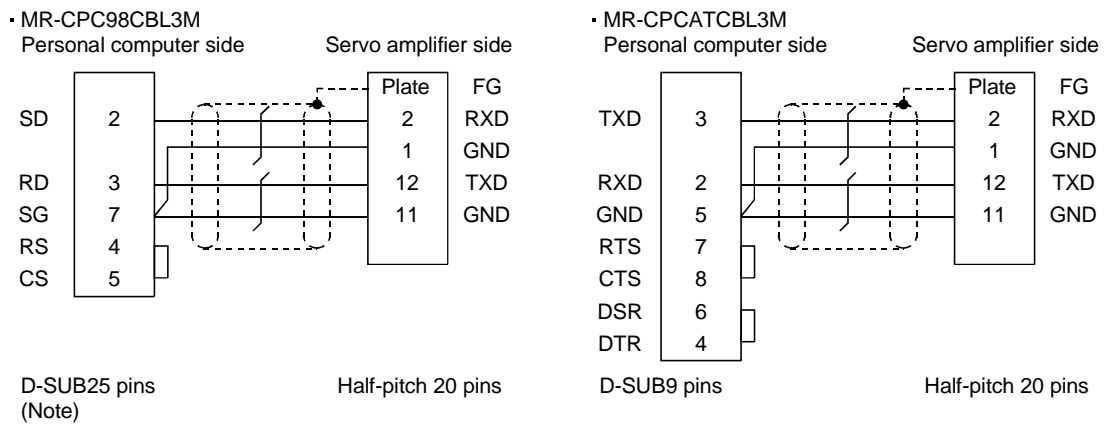 MR-CPC98CBL3M
Personal computer side Servo amplifier side
Plate FG
SD 2 2 RXD
1 GND
RD 3 12 TXD
SG 7 11 GND
RS 4
CS 5
D-SUB25 pins Half-pitch 20 pins
(Note)
MR-CPCATCBL3M
Personal computer side Servo amplifier side
Plate FG
TXD 3 2 RXD
1 GND
RXD 2 12 TXD
GND 5 11 GND
RTS 7
CTS 8
DSR 6
DTR 4
D-SUB9 pins Half-pitch 20 pins